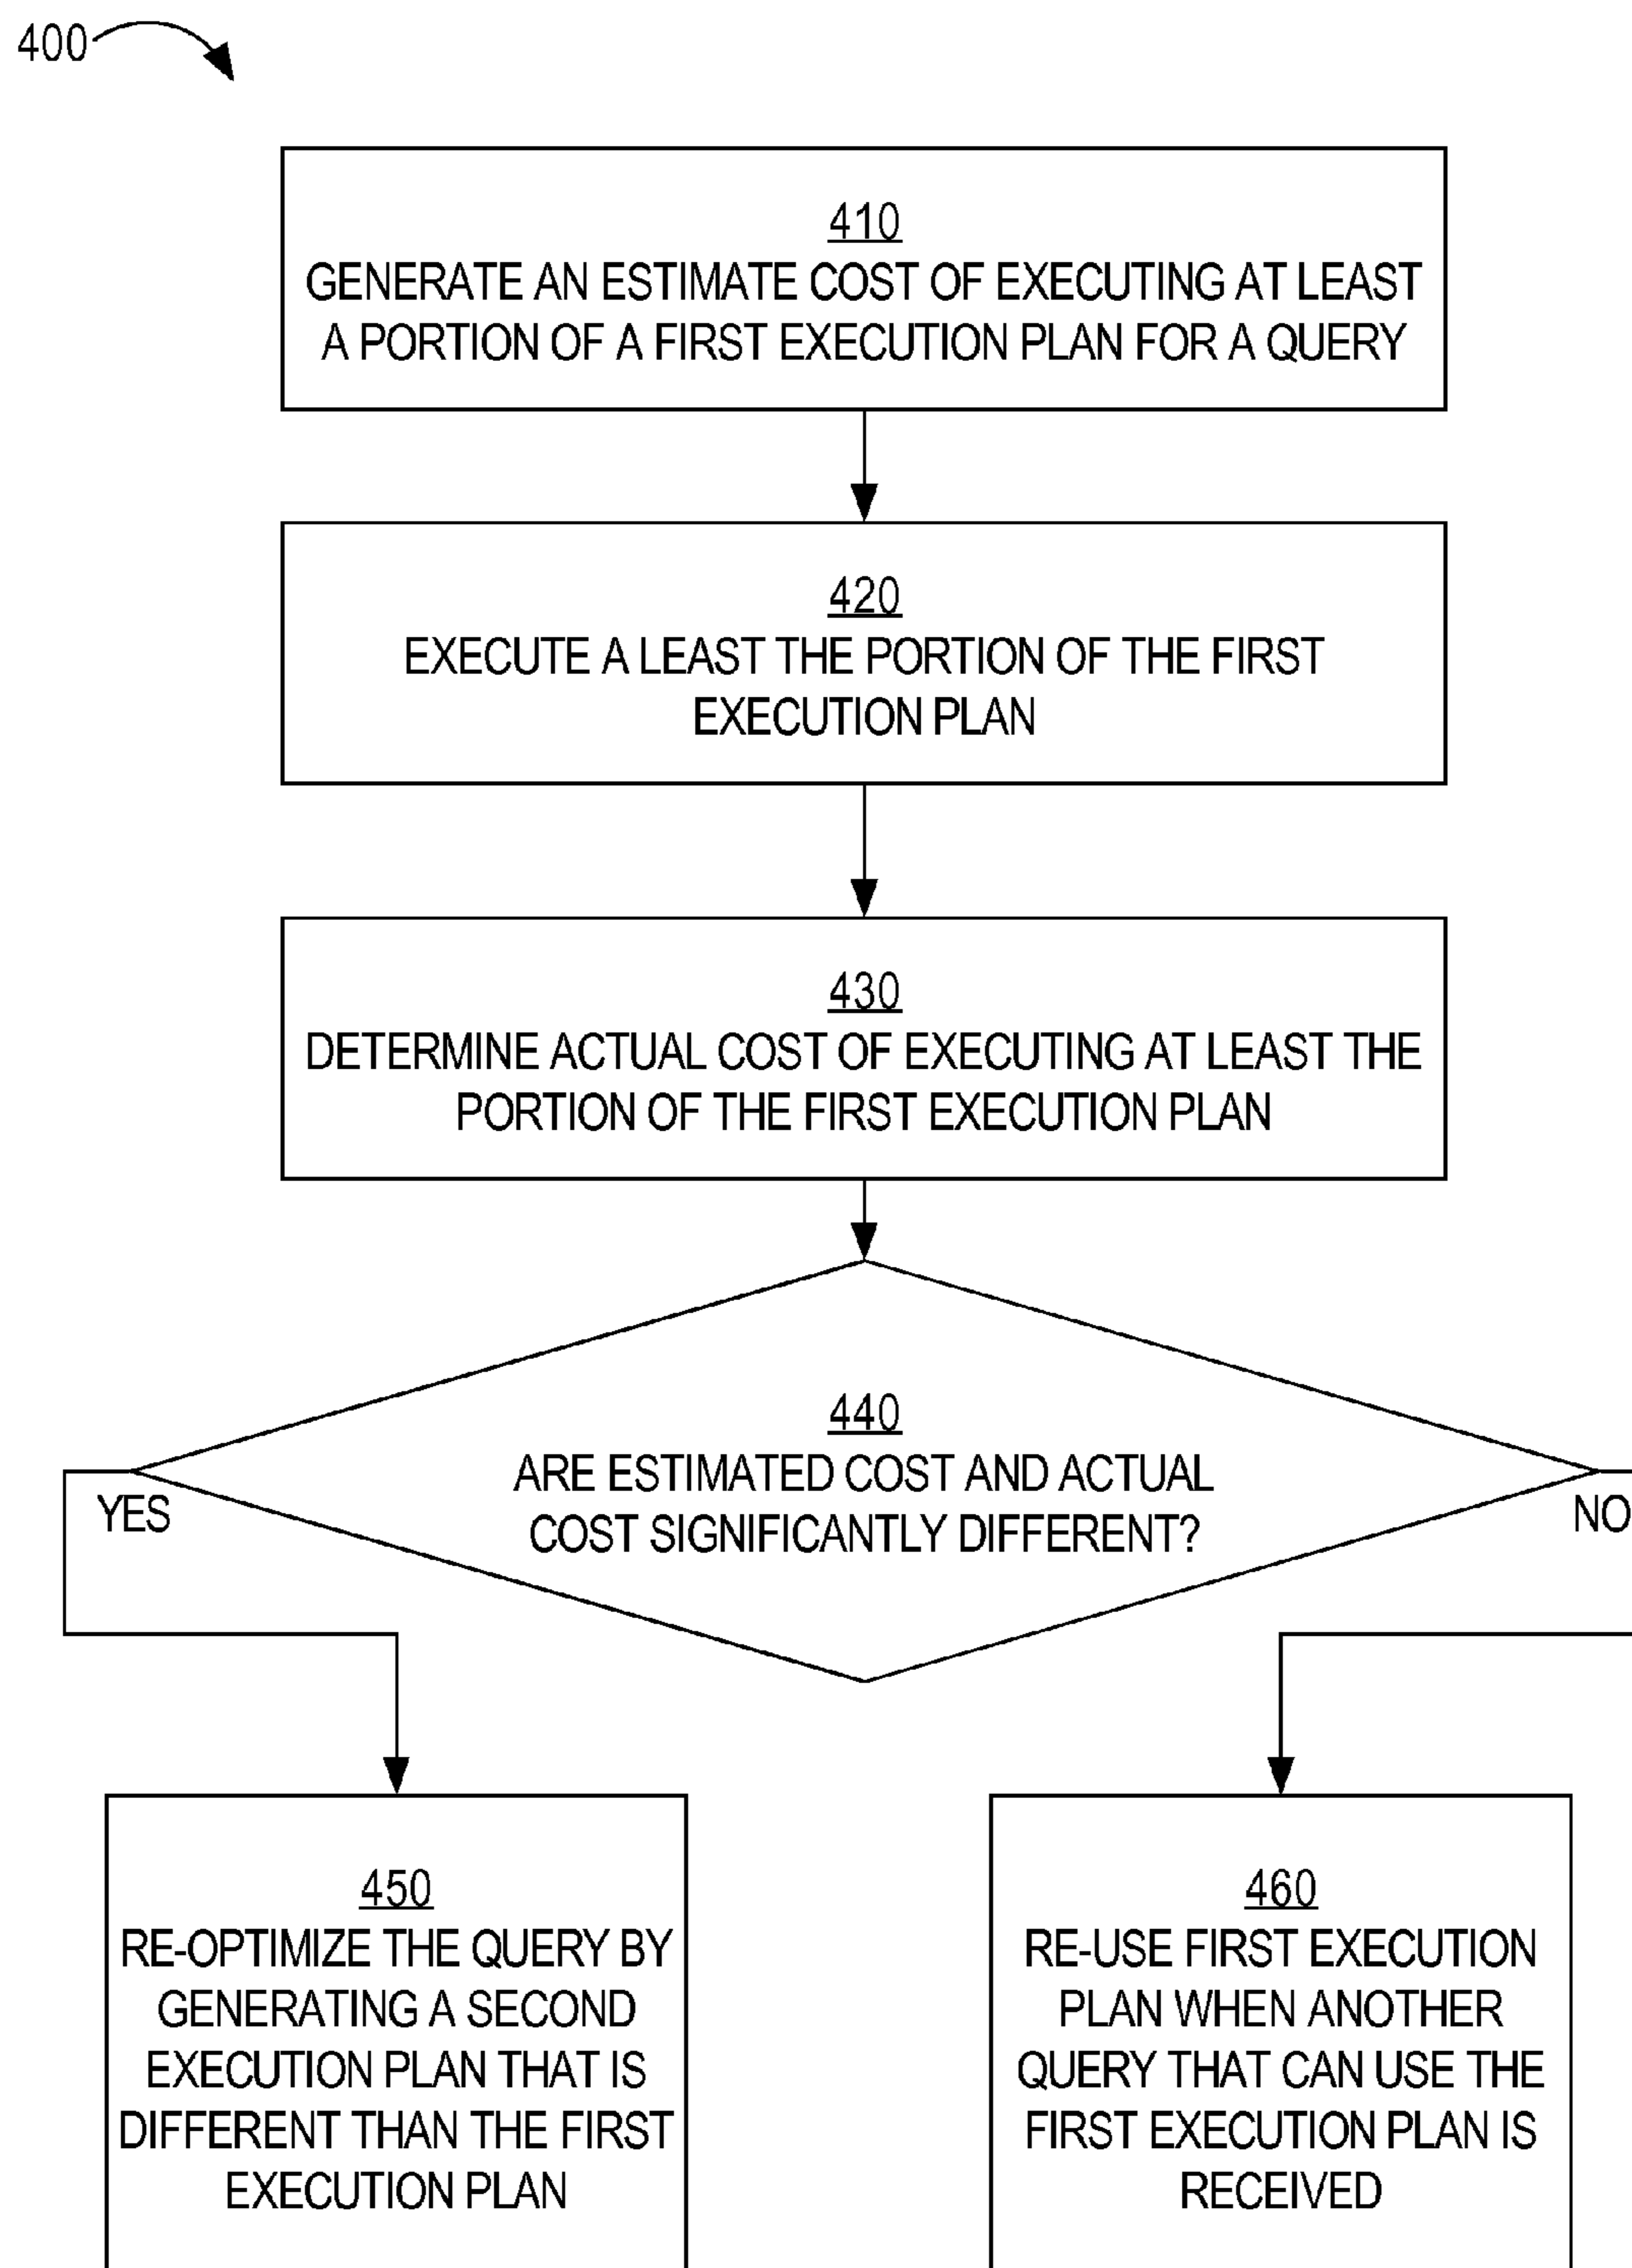 400
410
GENERATE AN ESTIMATE COST OF EXECUTING AT LEAST
A PORTION OF A FIRST EXECUTION PLAN FOR A QUERY
420
EXECUTE A LEAST THE PORTION OF THE FIRST
EXECUTION PLAN
430
DETERMINE ACTUAL COST OF EXECUTING AT LEAST THE
PORTION OF THE FIRST EXECUTION PLAN
440
ARE ESTIMATED COST AND ACTUAL
COST SIGNIFICANTLY DIFFERENT?
YES
NO
450
RE-OPTIMIZE THE QUERY BY
GENERATING A SECOND
EXECUTION PLAN THAT IS
DIFFERENT THAN THE FIRST
EXECUTION PLAN
460
RE-USE FIRST EXECUTION
PLAN WHEN ANOTHER
QUERY THAT CAN USE THE
FIRST EXECUTION PLAN IS
RECEIVED